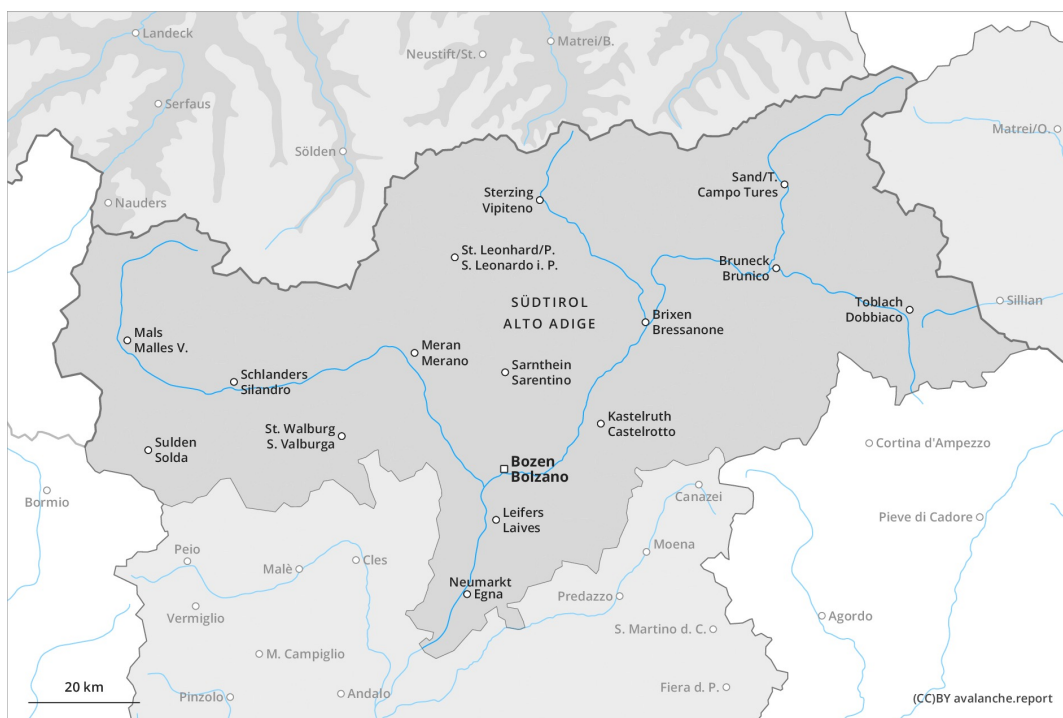 Landeck
Matrei/B.
Neustift/St.
Serfaus
Matrei/O.
Sölden
Sand/T.
Campo Tures
Sterzing
Vipiteno
Nauders
St. Leonhard/P.
S. Leonardo i. P.
Bruneck
Brunico
SÜDTIROL
ALTO ADIGE
Toblach
Dobbiaco
Sillian
Brixen
Bressanone
Mals
Malles V.
Meran
Merano
Sarnthein
Sarentino
Schlanders
Silandro
Kastelruth
Castelrotto
St. Walburg
S. Valburga
Sulden
Solda
Cortina d'Ampezzo
Bozen
Bolzano
Canazei
Bormio
Leifers
Laives
Pieve di Cadore
Peio
Malè
Cles
Moena
Neumarkt
Egna
Predazzo
Vermiglio
Agordo
S. Martino d. C.
M. Campiglio
20 km
Pinzolo
Andalo
Fiera d. P.
(CC)BY avalanche.report